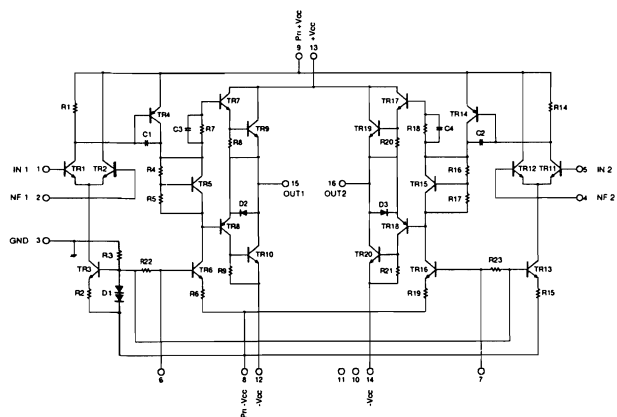 Pri +Vcc
+Vcc
9
13
R1
TR4
TR7
TR17
TR14
R14
C1
C3
R7
TR9
TR19
R18
C4
C2
R8
R20
IN 1 1
TR1
TR2
R4
TR5
R5
R16
TR15
R17
TR12
TR11
5 IN 2
NF 1 2
15
OUT1
16
OUT2
4
NF 2
D2
D3
TR8
TR18
GND 3
R3
TR3
R22
TR6
R9
TR10
TR20
R21
TR16
R23
TR13
R2
D1
R6
R19
R15
6
8
12
11
10
14
7
Pri -Vcc
-Vcc
-Vcc